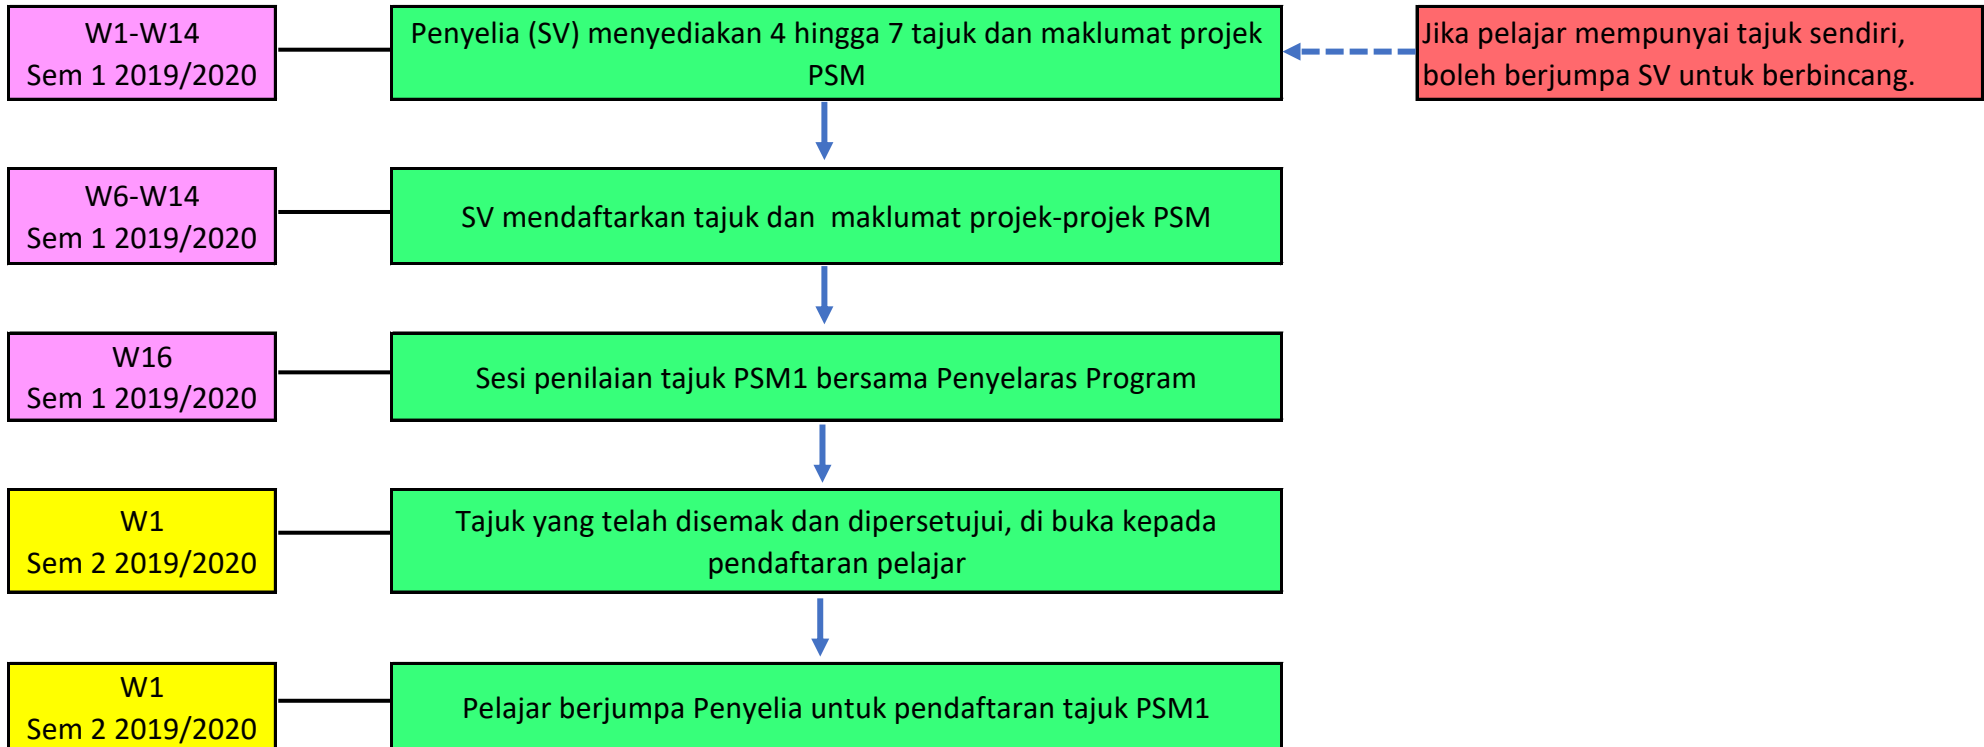 W1-W14
Sem 1 2019/2020
Penyelia (SV) menyediakan 4 hingga 7 tajuk dan maklumat projek
PSM
Jika pelajar mempunyai tajuk sendiri,
boleh berjumpa SV untuk berbincang.
W6-W14
Sem 1 2019/2020
SV mendaftarkan tajuk dan  maklumat projek-projek PSM
W16
Sem 1 2019/2020
Sesi penilaian tajuk PSM1 bersama Penyelaras Program
W1
Sem 2 2019/2020
Tajuk yang telah disemak dan dipersetujui, di buka kepada
pendaftaran pelajar
W1
Sem 2 2019/2020
Pelajar berjumpa Penyelia untuk pendaftaran tajuk PSM1